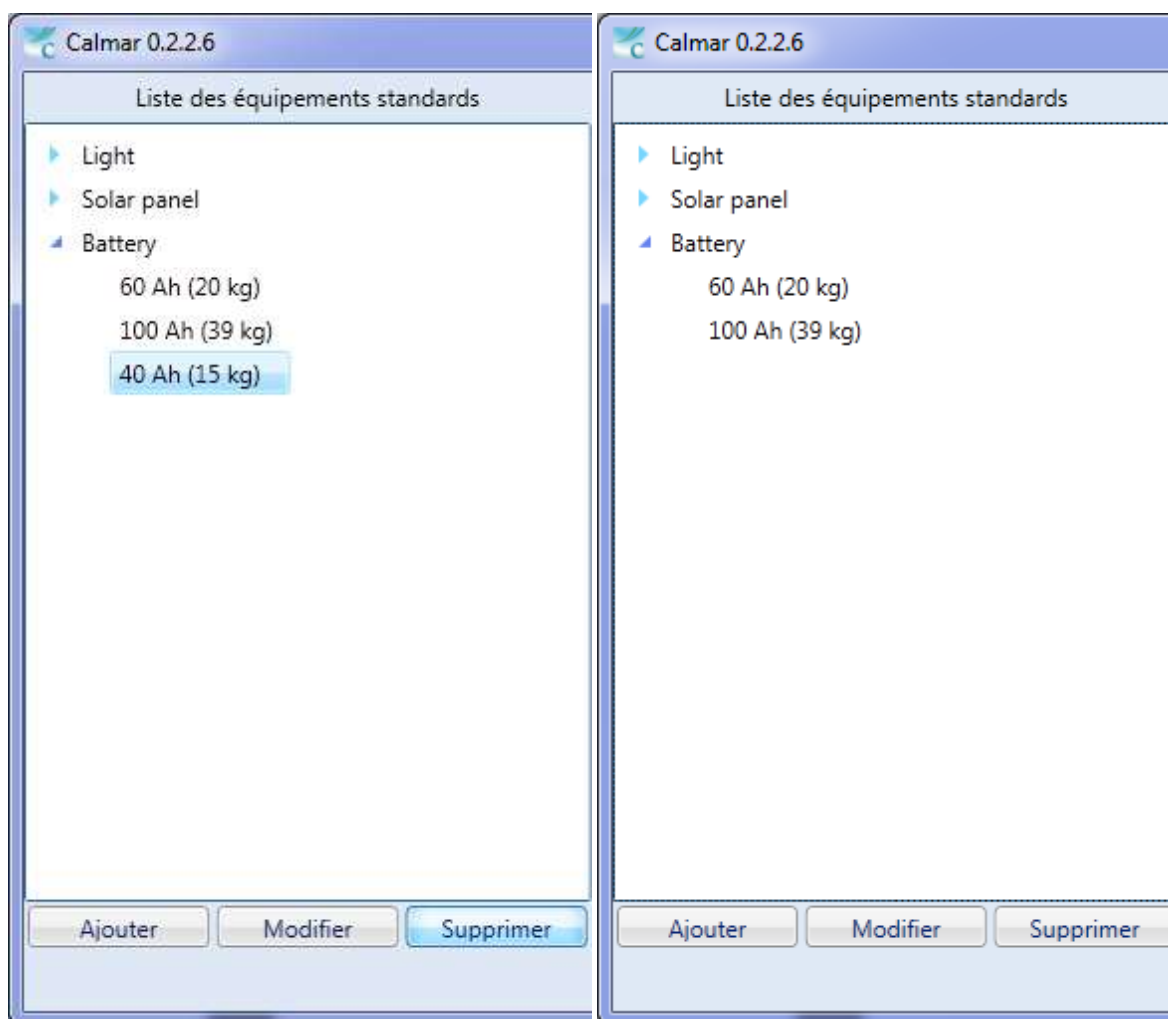 Calmar 0.2.2.6
Liste des équipements standards
Light
Solar panel
Battery
60 Ah (20 kg)
100 Ah (39 kg)
40 Ah (15 kg)
Ajouter Modifier Supprimer
Calmar 0.2.2.6
Liste des équipements standards
Light
Solar panel
Battery
60 Ah (20 kg)
100 Ah (39 kg)
Ajouter Modifier Supprimer